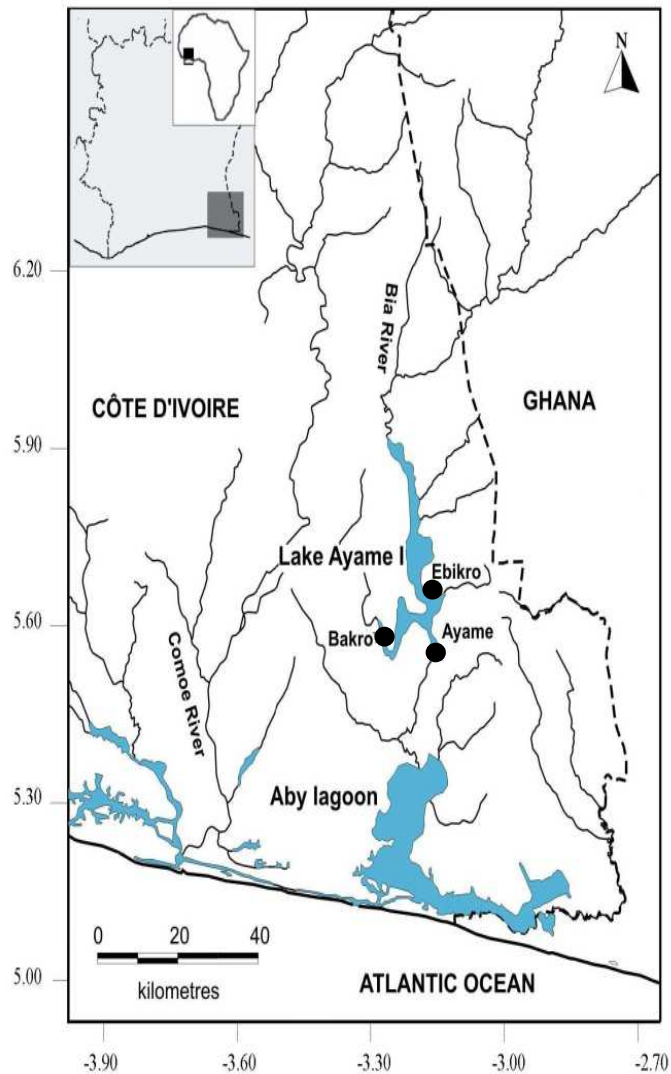 N
6.20
Bia River
CÔTE D'IVOIRE
GHANA
5.90
Lake Ayame I
Ebikro
5.60
Bakro
Ayame
Comoe River
5.30
Aby lagoon
0 20 40
kilometres
5.00
ATLANTIC OCEAN
-3.90 -3.60 -3.30 -3.00 -2.70